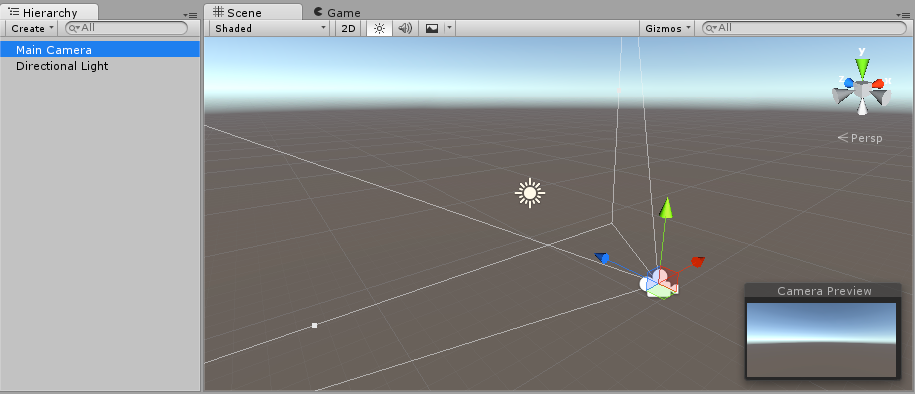 Hierarchy
Create
All
Main Camera
Directional Light
Scene
Game
Shaded
2D
Gizmos
All
y
Persp
Camera Preview